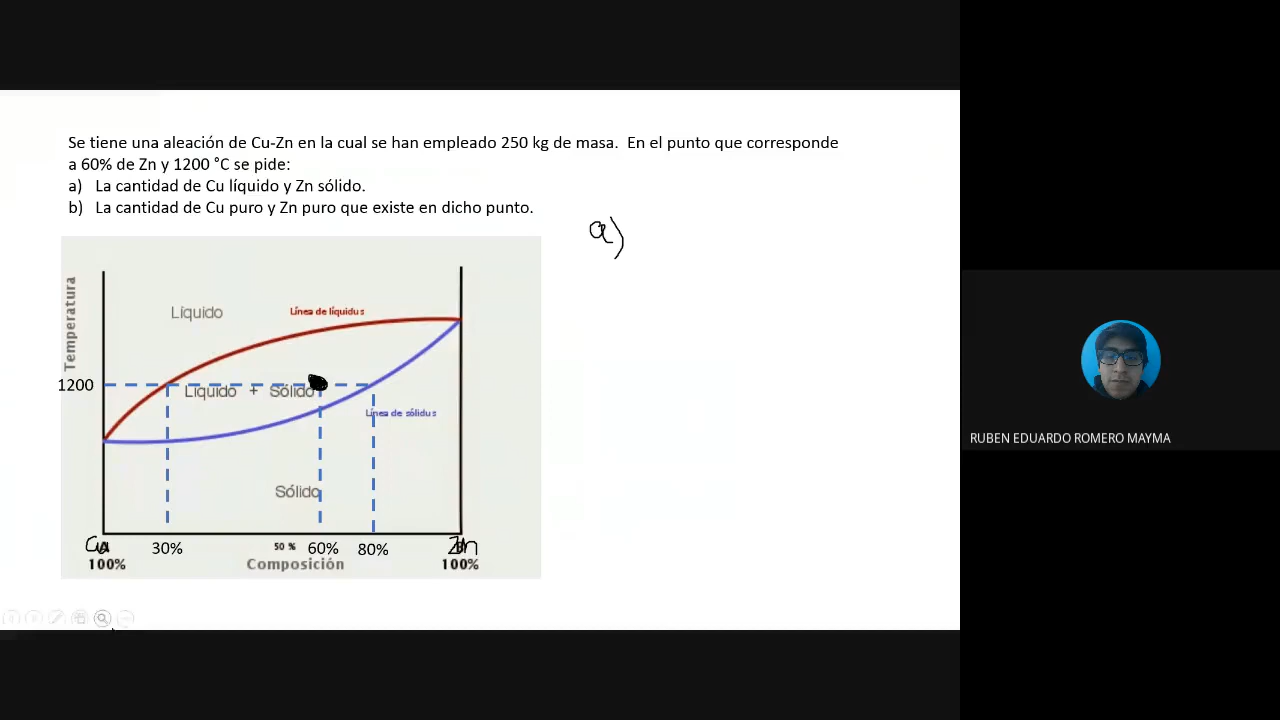 Se tiene una aleación de Cu-Zn en la cual se han empleado 250 kg de masa. En el punto que corresponde
a 60% de Zn y 1200 °C se pide:
a) La cantidad de Cu líquido y Zn sólido.
b) La cantidad de Cu puro y Zn puro que existe en dicho punto.
a)
Temperatura
Líquido
Línea de líquidus
1200
Líquido + Sólido
Línea de sólidus
Sólido
Cu
30%
50 %
60%
80%
Zn
100%
Composición
100%
RUBEN EDUARDO ROMERO MAYMA